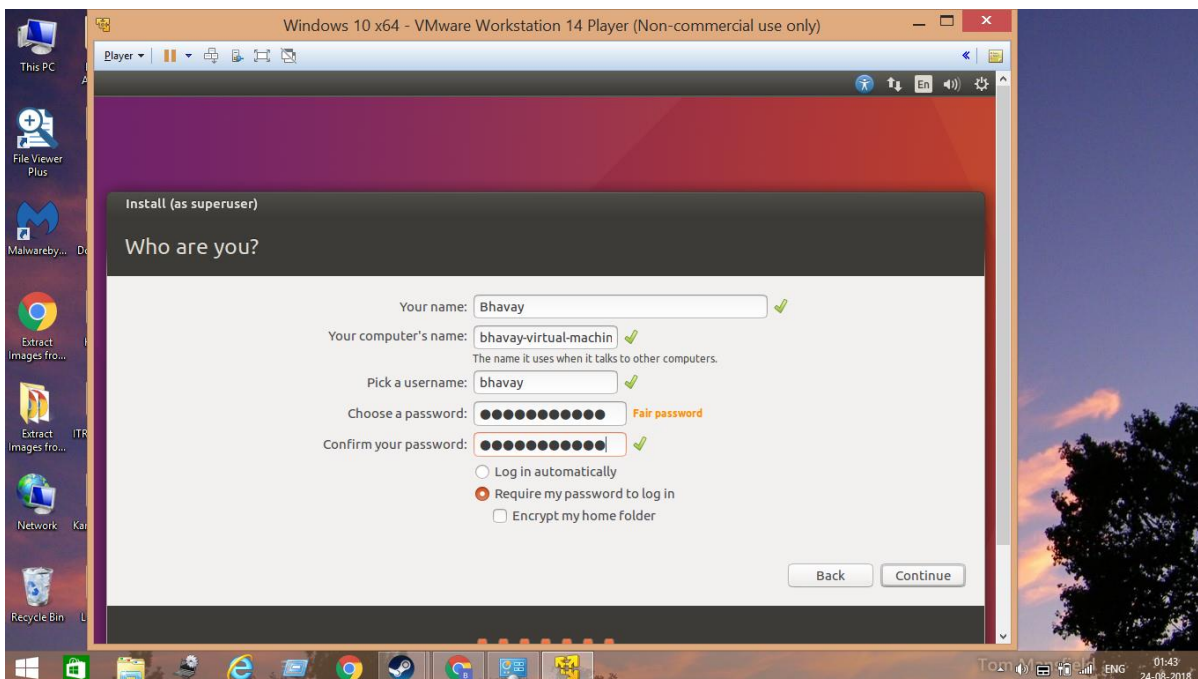 Windows 10 x64 - VMware Workstation 14 Player (Non-commercial use only)
Player
En
This PC
File Viewer
Plus
Malwareby...
Extract
Images fro...
Extract
Images fro...
ITR
Network
Kar
Recycle Bin
Install (as superuser)
Who are you?
Your name: Bhavay
Your computer's name: bhavay-virtual-machin
The name it uses when it talks to other computers.
Pick a username: bhavay
Choose a password: Fair password
Confirm your password:
Log in automatically
Require my password to log in
Encrypt my home folder
Back Continue
ENG
01:43
24-08-2018